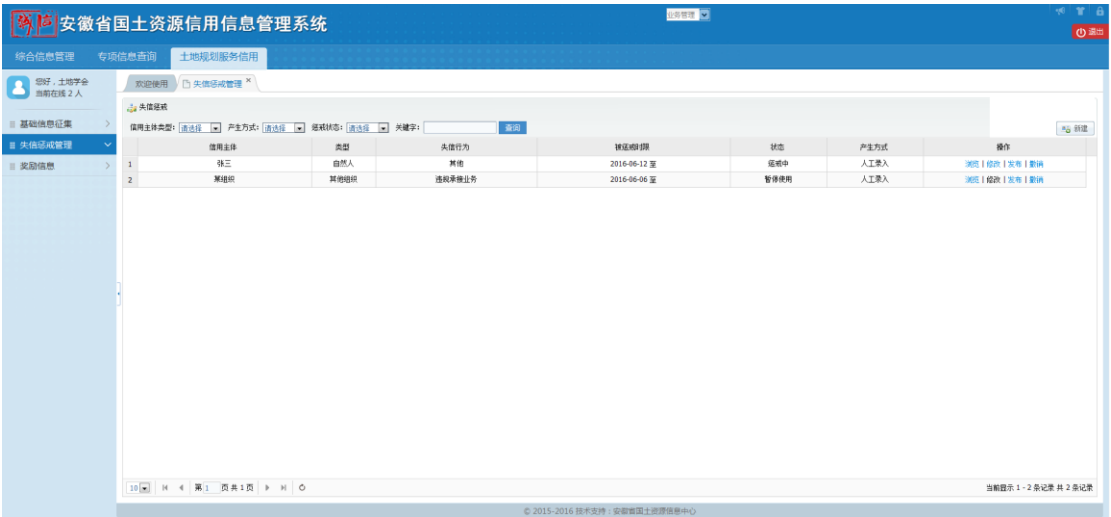 诚信 安徽省国土资源信用信息管理系统 业务管理
退出
综合信息管理 专项信息查询 土地规划服务信用
您好，土地学会
当前在线 2 人
欢迎使用 失信惩戒管理 ×
失信惩戒
信用主体类型： 请选择 产生方式： 请选择 惩戒状态： 请选择 关键字： 查询 新建
基础信息征集
失信惩戒管理
奖励信息
信用主体 类型 失信行为 被惩戒时限 状态 产生方式 操作
1 张三 自然人 其他 2016-06-12 至 惩戒中 人工录入 浏览 | 修改 | 发布 | 撤销
2 某组织 其他组织 违规承接业务 2016-06-06 至 暂停使用 人工录入 浏览 | 修改 | 发布 | 撤销
10 第 1 页 共 1 页 当前显示 1 - 2 条记录 共 2 条记录
© 2015-2016 技术支持：安徽省国土资源信息中心